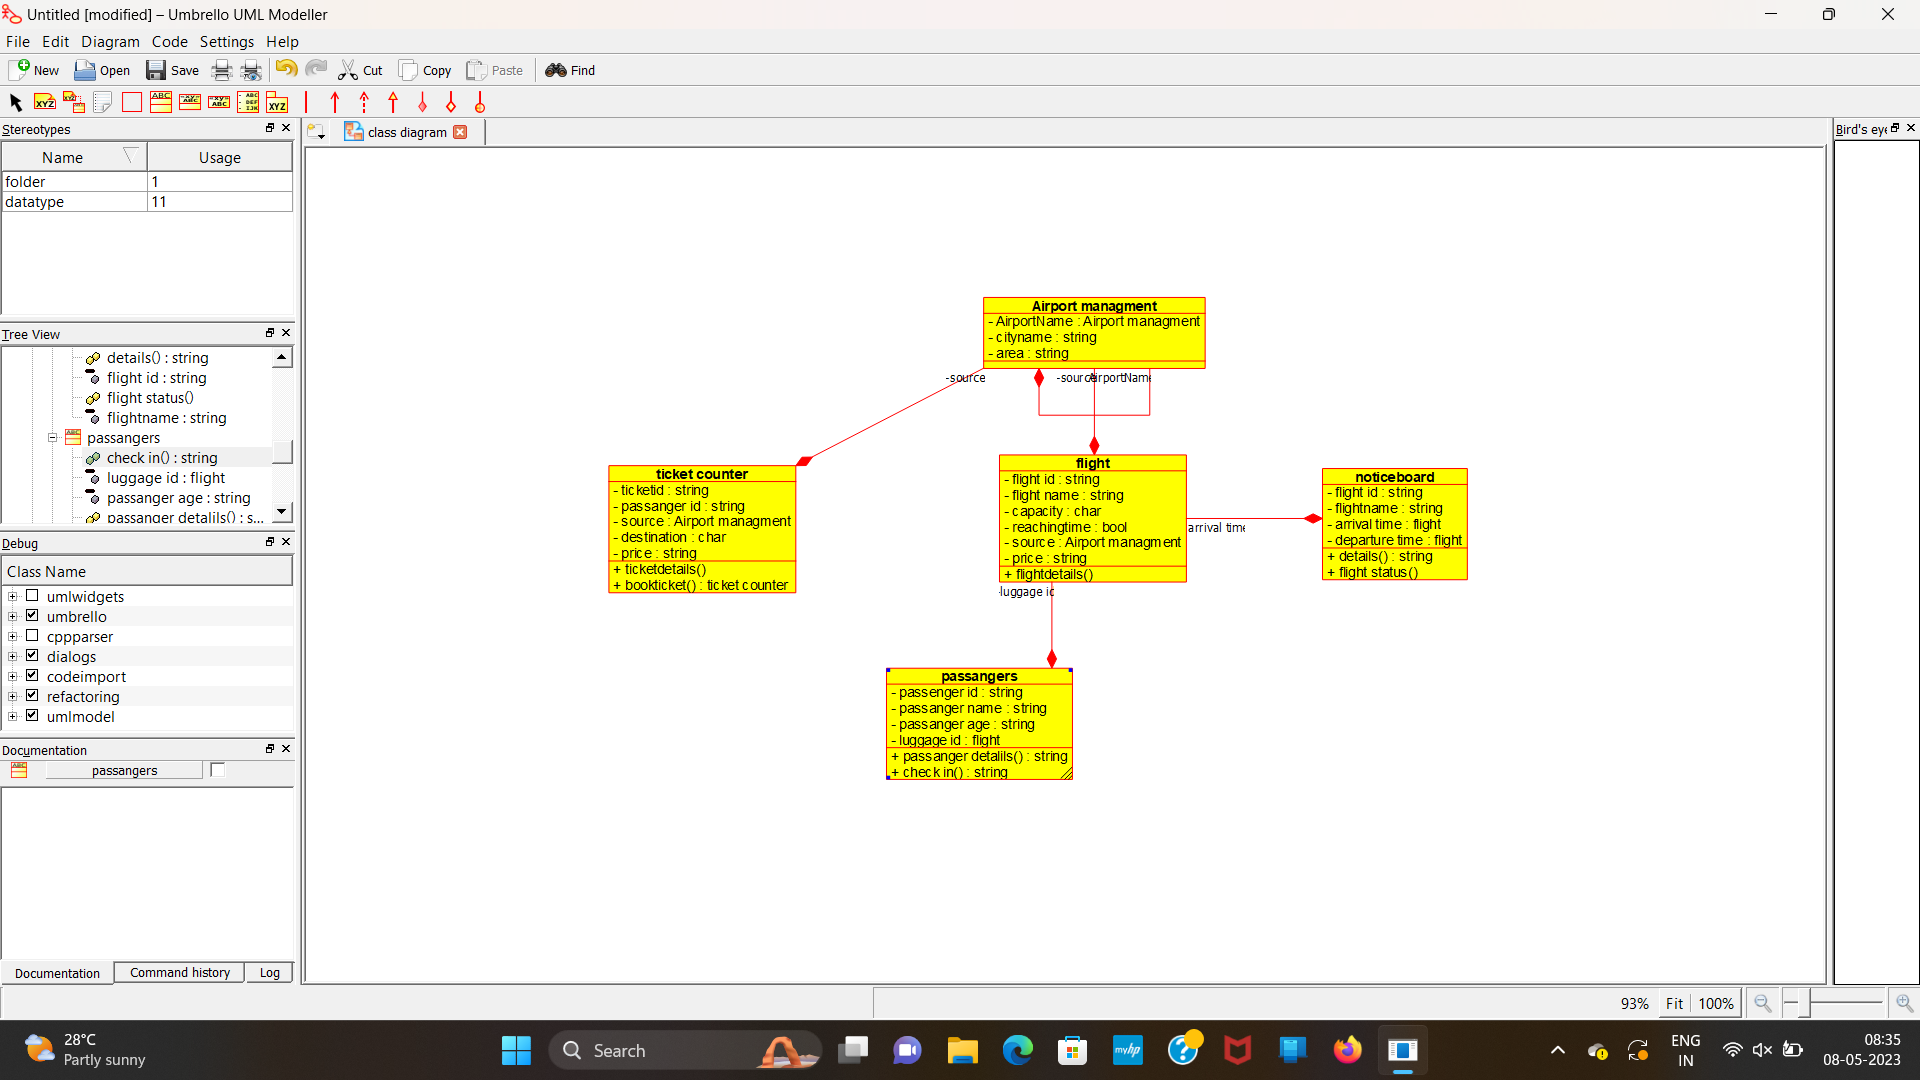 Untitled [modified] – Umbrello UML Modeller
File Edit Diagram Code Settings Help
New Open Save Cut Copy Paste Find
Stereotypes
Name Usage
folder 1
datatype 11
Tree View
details() : string
flight id : string
flight status()
flightname : string
passangers
check in() : string
luggage id : flight
passanger age : string
passanger detalils() : s...
Debug
Class Name
umlwidgets
umbrello
cppparser
dialogs
codeimport
refactoring
umlmodel
Documentation
passangers
Documentation Command history Log
class diagram
Bird's eye
Airport managment
- AirportName : Airport managment
- cityname : string
- area : string
-source
-source
AirportName
ticket counter
- ticketid : string
- passanger id : string
- source : Airport managment
- destination : char
- price : string
+ ticketdetails()
+ bookticket() : ticket counter
flight
- flight id : string
- flight name : string
- capacity : char
- reachingtime : bool
- source : Airport managment
- price : string
+ flightdetails()
arrival time
-luggage id
noticeboard
- flight id : string
- flightname : string
- arrival time : flight
- departure time : flight
+ details() : string
+ flight status()
passangers
- passenger id : string
- passanger name : string
- passanger age : string
- luggage id : flight
+ passanger detalils() : string
+ check in() : string
93% Fit 100%
28°C
Partly sunny
Search
myhp
ENG
IN
08:35
08-05-2023